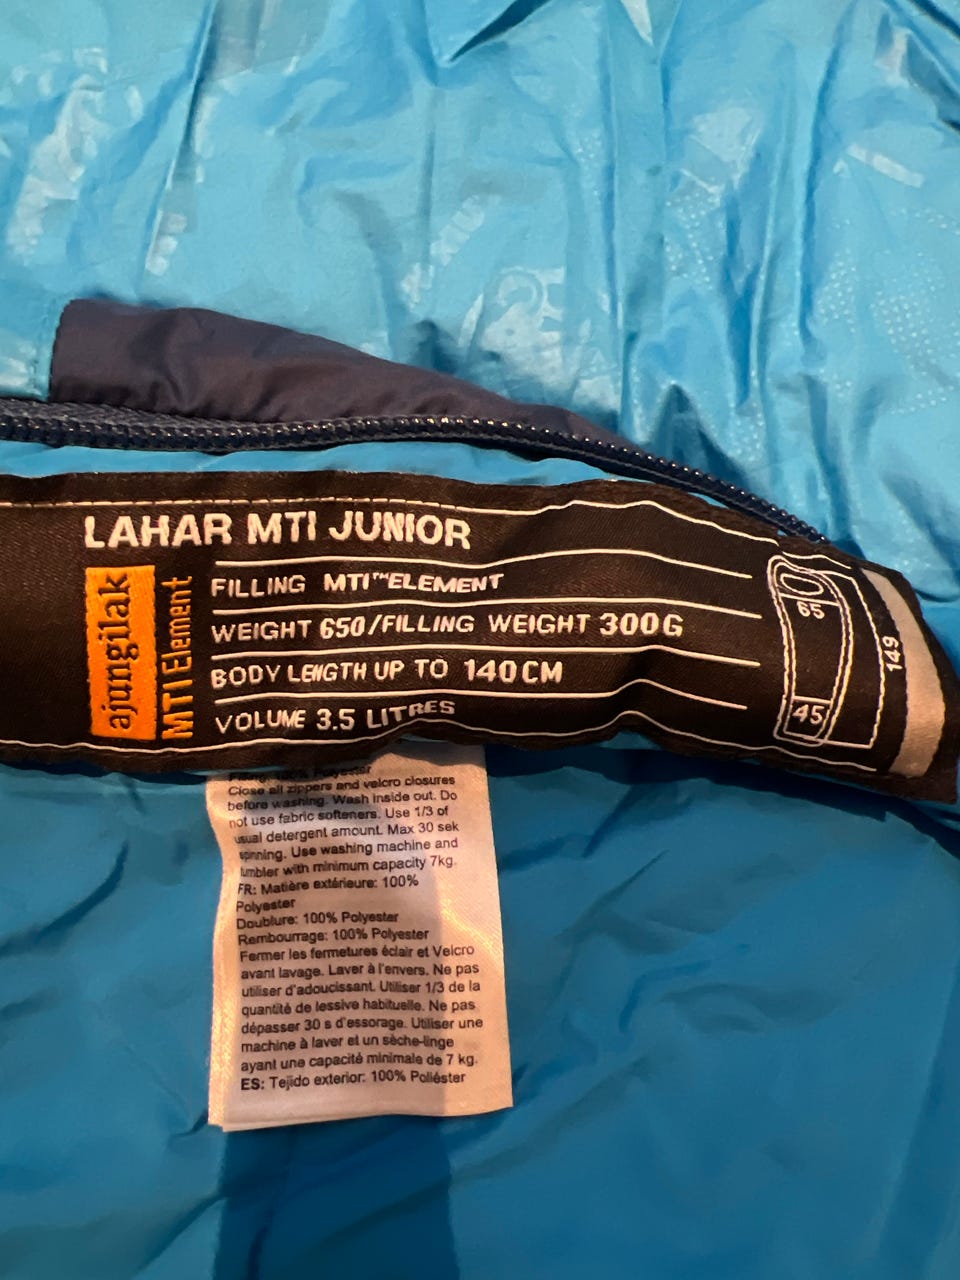 LAHAR MTI JUNIOR
ajungilak
MTI Element
FILLING MTI™ELEMENT
WEIGHT 650/FILLING WEIGHT 300G
BODY LENGTH UP TO 140CM
VOLUME 3.5 LITRES
65
149
45
Filling: 100% Polyester
Close all zippers and velcro closures
before washing. Wash inside out. Do
not use fabric softeners. Use 1/3 of
usual detergent amount. Max 30 sek
spinning. Use washing machine and
tumbler with minimum capacity 7kg.
FR: Matière extérieure: 100%
Polyester
Doublure: 100% Polyester
Rembourrage: 100% Polyester
Fermer les fermetures éclair et Velcro
avant lavage. Laver à l'envers. Ne pas
utiliser d'adoucissant. Utiliser 1/3 de la
quantité de lessive habituelle. Ne pas
dépasser 30 s d'essorage. Utiliser une
machine à laver et un sèche-linge
ayant une capacité minimale de 7 kg.
ES: Tejido exterior: 100% Poliéster